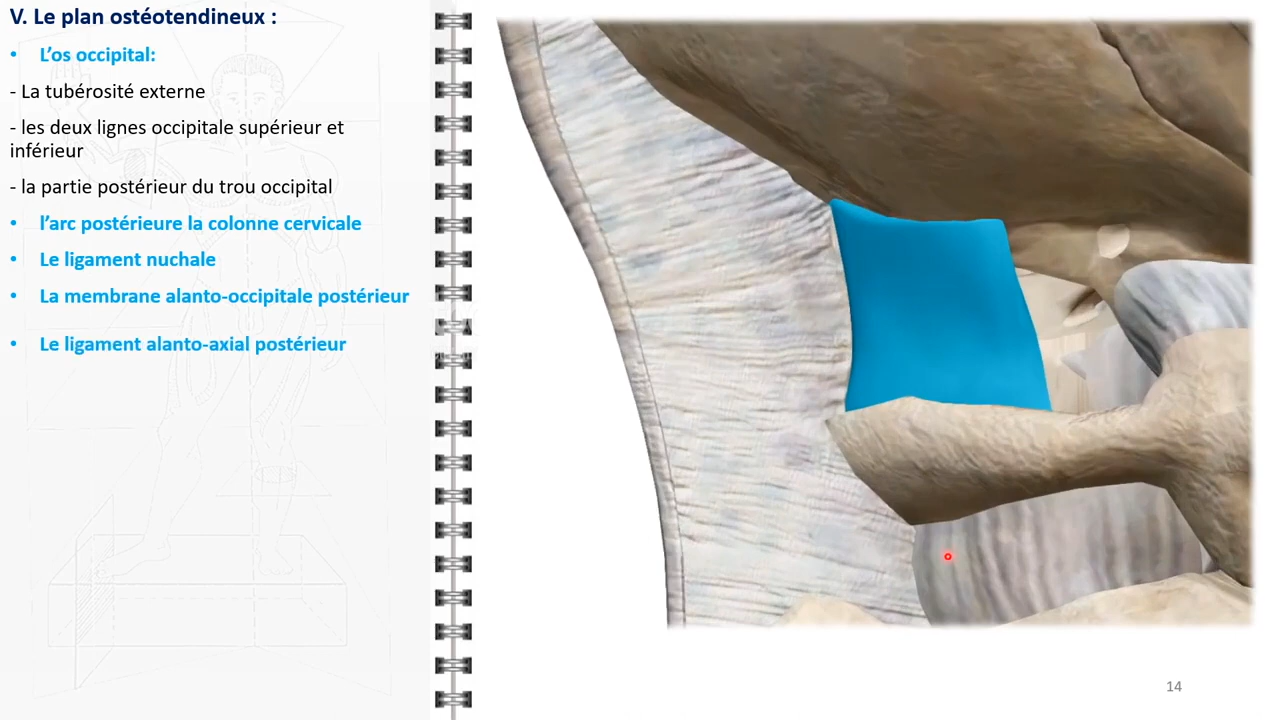 V. Le plan ostéotendineux :
• L'os occipital:
- La tubérosité externe
- les deux lignes occipitale supérieur et
inférieur
- la partie postérieur du trou occipital
• l'arc postérieure la colonne cervicale
• Le ligament nuchale
• La membrane alanto-occipitale postérieur
• Le ligament alanto-axial postérieur
14